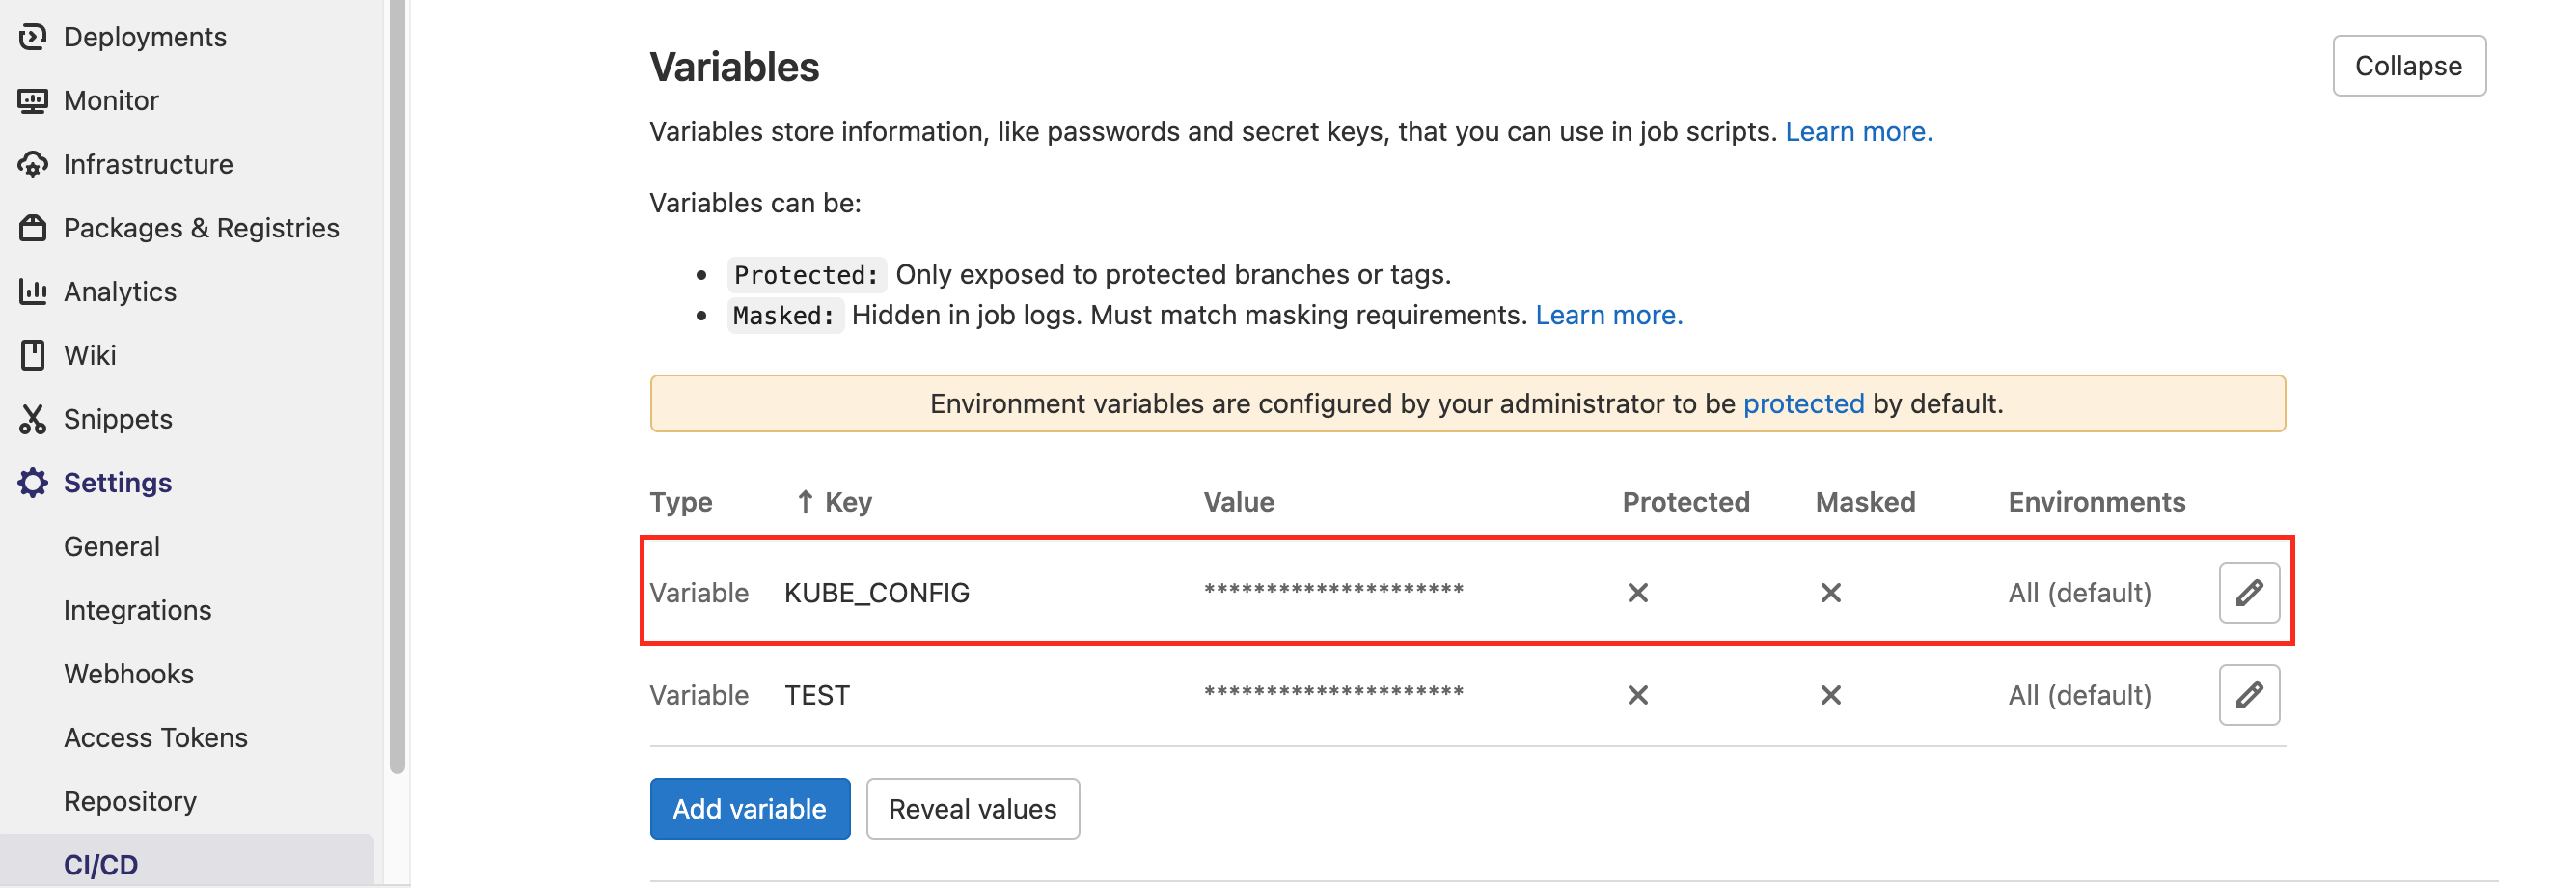 Deployments
Monitor
Infrastructure
Packages & Registries
Analytics
Wiki
Snippets
Settings
General
Integrations
Webhooks
Access Tokens
Repository
CI/CD
Variables
Collapse
Variables store information, like passwords and secret keys, that you can use in job scripts. Learn more.
Variables can be:
• Protected: Only exposed to protected branches or tags.
• Masked: Hidden in job logs. Must match masking requirements. Learn more.
Environment variables are configured by your administrator to be protected by default.
Type ↑ Key Value Protected Masked Environments
Variable KUBE_CONFIG ********************* All (default)
Variable TEST ********************* All (default)
Add variable Reveal values